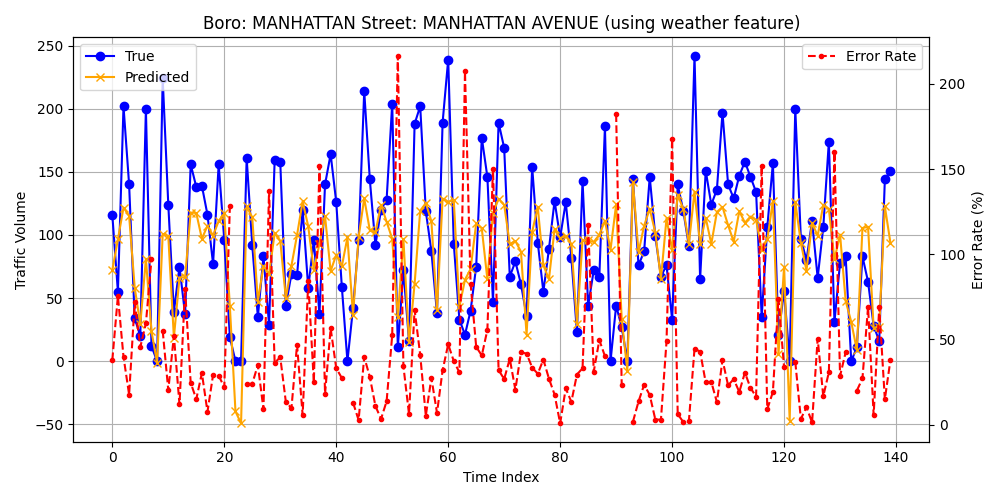 Boro: MANHATTAN Street: MANHATTAN AVENUE (using weather feature)
True
Predicted
Error Rate
250
200
150
100
50
0
−50
Traffic Volume
200
150
100
50
0
Error Rate (%)
0 20 40 60 80 100 120 140
Time Index